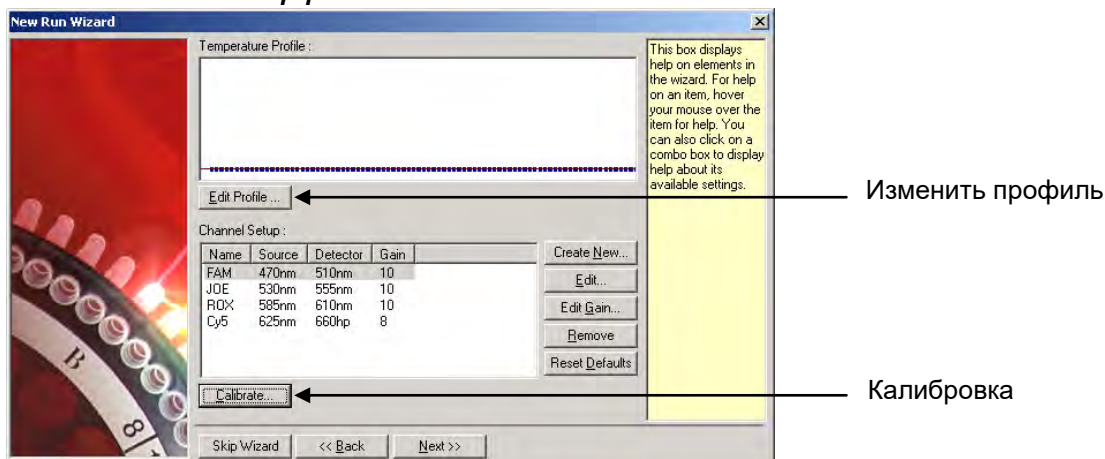 New Run Wizard
Temperature Profile :
This box displays
help on elements in
the wizard. For help
on an item, hover
your mouse over the
item for help. You
can also click on a
combo box to display
help about its
available settings.
Edit Profile ...
Изменить профиль
Channel Setup :
Name Source Detector Gain
FAM 470nm 510nm 10
JOE 530nm 555nm 10
ROX 585nm 610nm 10
Cy5 625nm 660hp 8
Create New...
Edit...
Edit Gain...
Remove
Reset Defaults
Calibrate...
Калибровка
B
8
Skip Wizard
<< Back
Next >>